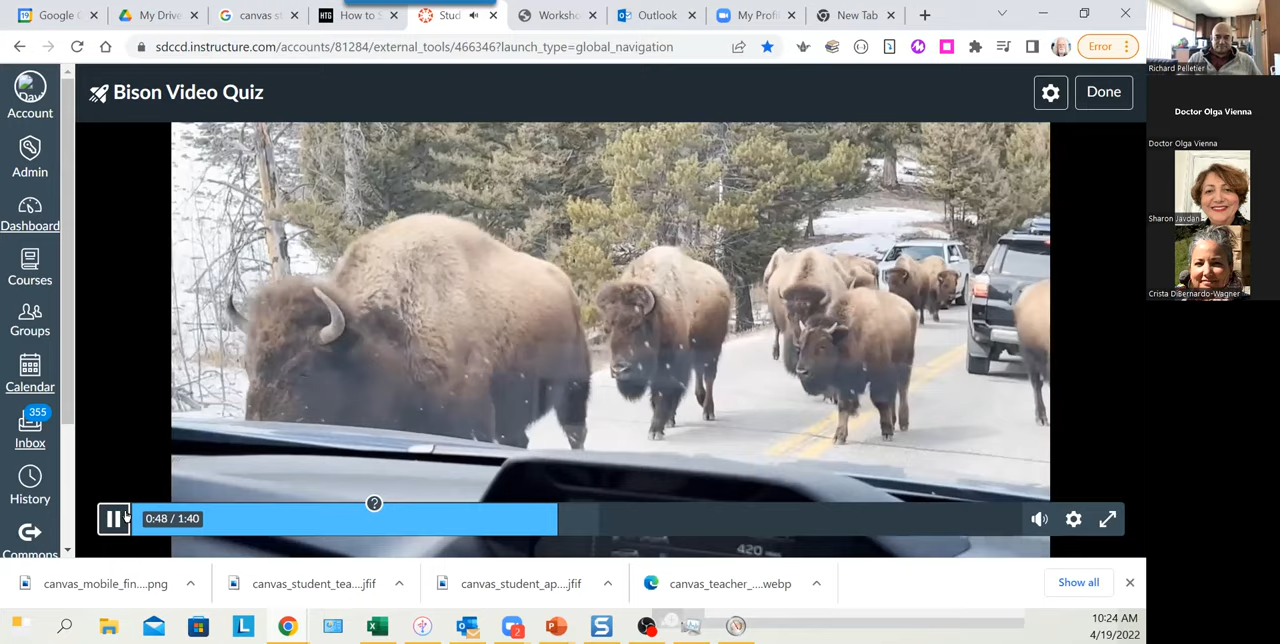 Google C
My Drive
canvas st
How to S
Stud
Worksho
Outlook
My Profi
New Tab
sdccd.instructure.com/accounts/81284/external_tools/466346?launch_type=global_navigation
Error
Richard Pelletier
Bison Video Quiz
Done
Doctor Olga Vienna
Doctor Olga Vienna
Sharon Javdan
Crista DiBernardo-Wagner
Account
Admin
Dashboard
Courses
Groups
Calendar
355
Inbox
History
Commons
0:48 / 1:40
420
canvas_mobile_fin....png
canvas_student_tea....jfif
canvas_student_ap....jfif
canvas_teacher_....webp
Show all
10:24 AM
4/19/2022